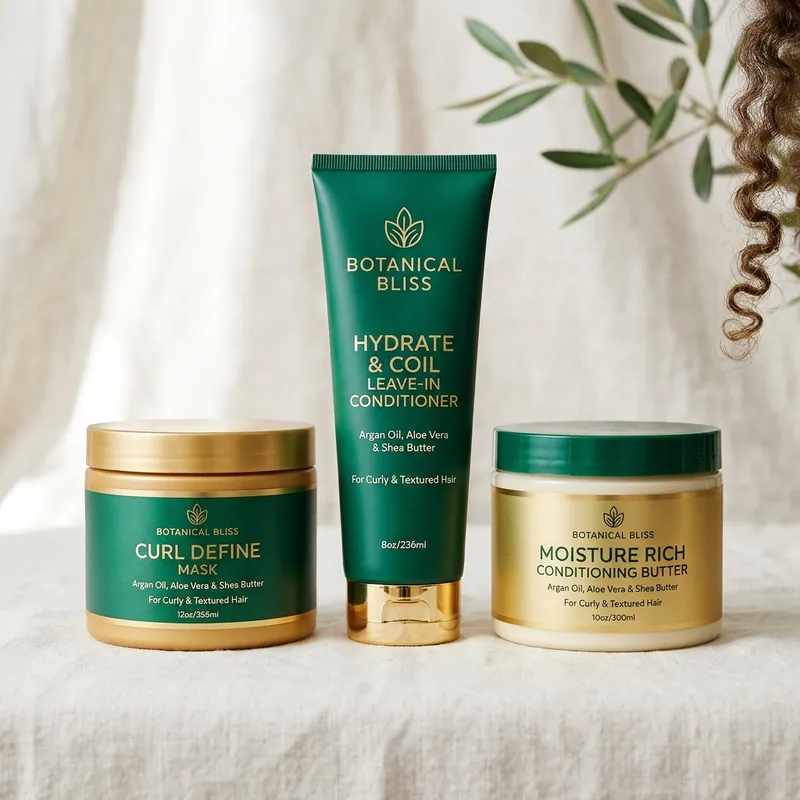 BOTANICAL BLISS
CURL DEFINE
MASK
Argan Oil, Aloe Vera & Shes Butter
For Curly & Textured Hair
12oz/355ml
BOTANICAL
BLISS
HYDRATE
& COIL
LEAVE-IN
CONDITIONER
Argan Oil, Aloe Vera
& Shea Butter
For Curly & Textured Hair
8oz/236ml
BOTANICAL BLISS
MOISTURE RICH
CONDITIONING BUTTER
Argan Oil, Aloe Vera & Shea Butter
For Curly & Textured Hair
10oz/300ml